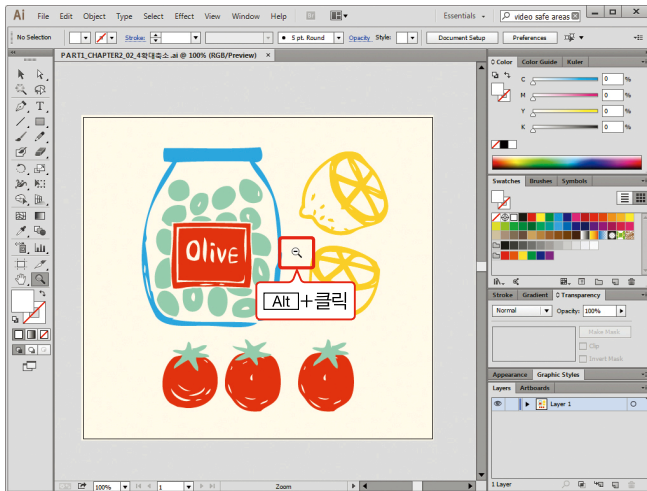 Ai File Edit Object Type Select Effect View Window Help Essentials video safe areas
No Selection Stroke: 5 pt. Round Opacity Style: Document Setup Preferences
PART1_CHAPTER2_02_4확대축소.ai @ 100% (RGB/Preview) ×
Color Color Guide Kuler
C 0 %
M 0 %
Y 0 %
K 0 %
Swatches Brushes Symbols
Olive
Alt +클릭
Stroke Gradient Transparency
Normal Opacity: 100%
Make Mask
Clip
Invert Mask
Appearance Graphic Styles
Layers Artboards
Layer 1
100% 1 Zoom
1 Layer